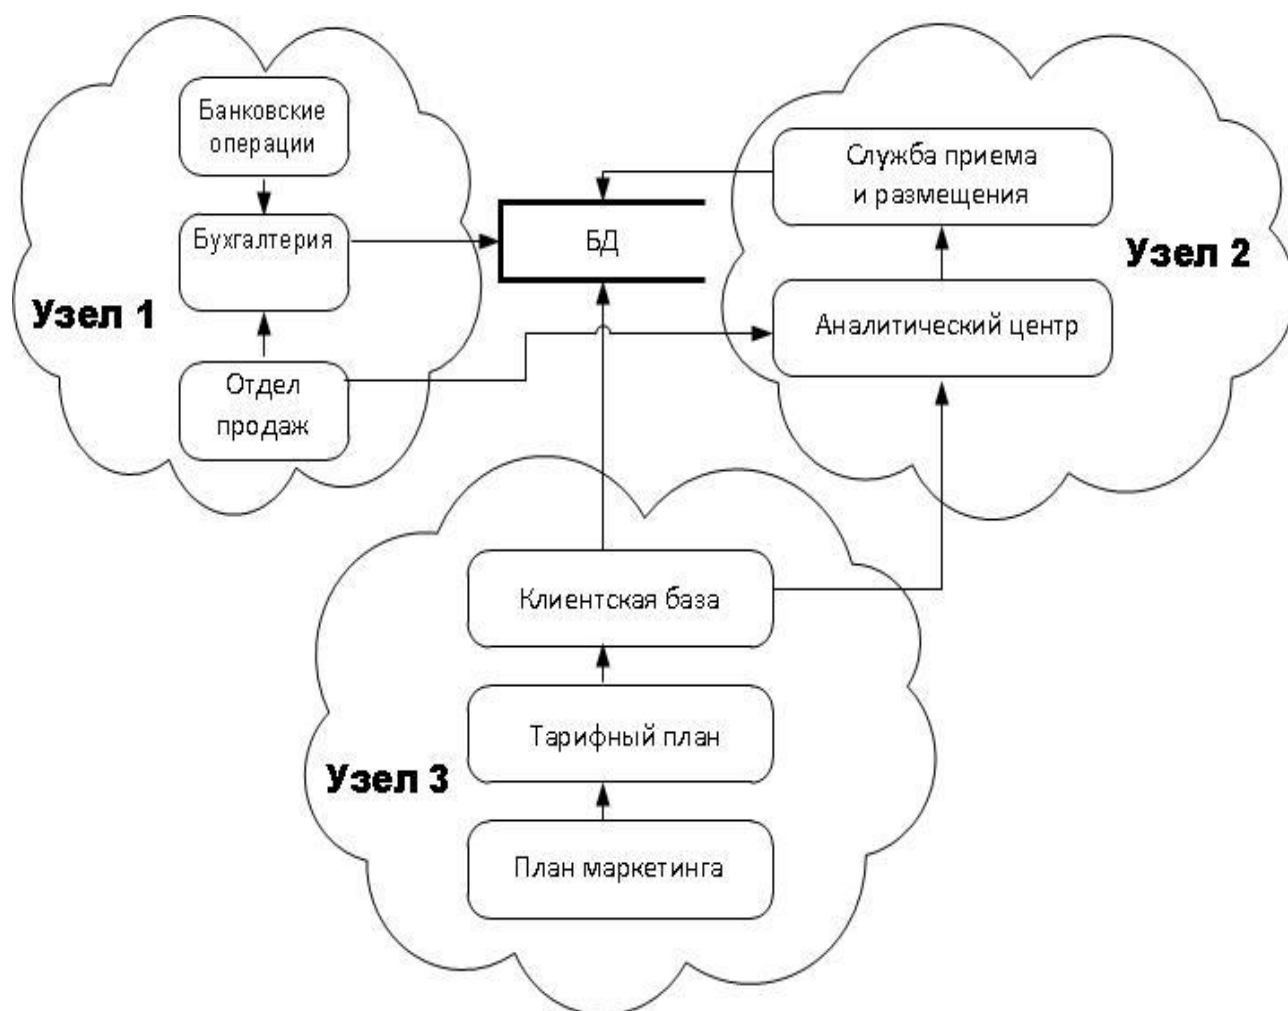 Банковские
операции
Бухгалтерия
Узел 1
Отдел
продаж
БД
Служба приема
и размещения
Узел 2
Аналитический центр
Клиентская база
Тарифный план
Узел 3
План маркетинга